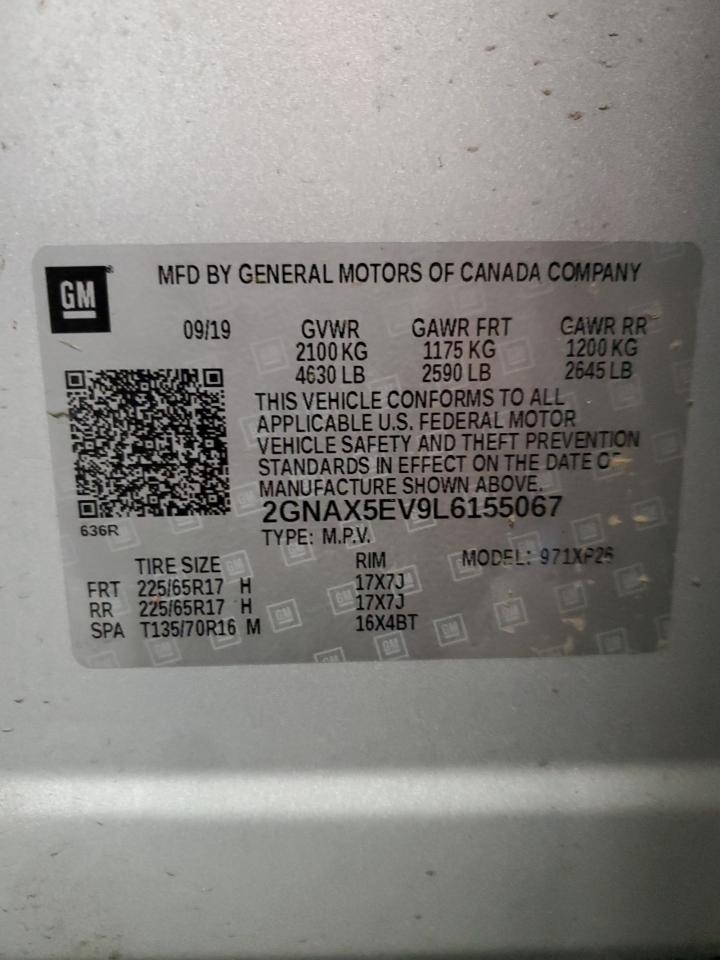 GM
MFD BY GENERAL MOTORS OF CANADA COMPANY
09/19 GVWR GAWR FRT GAWR RR
2100 KG 1175 KG 1200 KG
4630 LB 2590 LB 2645 LB
THIS VEHICLE CONFORMS TO ALL
APPLICABLE U.S. FEDERAL MOTOR
VEHICLE SAFETY AND THEFT PREVENTION
STANDARDS IN EFFECT ON THE DATE OF
MANUFACTURE SHOWN ABOVE.
2GNAX5EV9L6155067
636R
TYPE: M.P.V.
TIRE SIZE RIM MODEL: 971XP26
FRT 225/65R17 H 17X7J
RR 225/65R17 H 17X7J
SPA T135/70R16 M 16X4BT